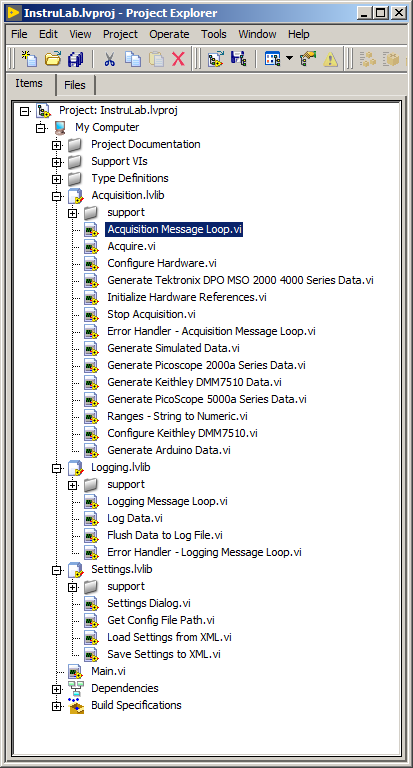 InstruLab.lvproj - Project Explorer
File Edit View Project Operate Tools Window Help
Items Files
Project: InstruLab.lvproj
My Computer
Project Documentation
Support VIs
Type Definitions
Acquisition.lvlib
support
Acquisition Message Loop.vi
Acquire.vi
Configure Hardware.vi
Generate Tektronix DPO MSO 2000 4000 Series Data.vi
Initialize Hardware References.vi
Stop Acquisition.vi
Error Handler - Acquisition Message Loop.vi
Generate Simulated Data.vi
Generate Picoscope 2000a Series Data.vi
Generate Keithley DMM7510 Data.vi
Generate PicoScope 5000a Series Data.vi
Ranges - String to Numeric.vi
Configure Keithley DMM7510.vi
Generate Arduino Data.vi
Logging.lvlib
support
Logging Message Loop.vi
Log Data.vi
Flush Data to Log File.vi
Error Handler - Logging Message Loop.vi
Settings.lvlib
support
Settings Dialog.vi
Get Config File Path.vi
Load Settings from XML.vi
Save Settings to XML.vi
Main.vi
Dependencies
Build Specifications